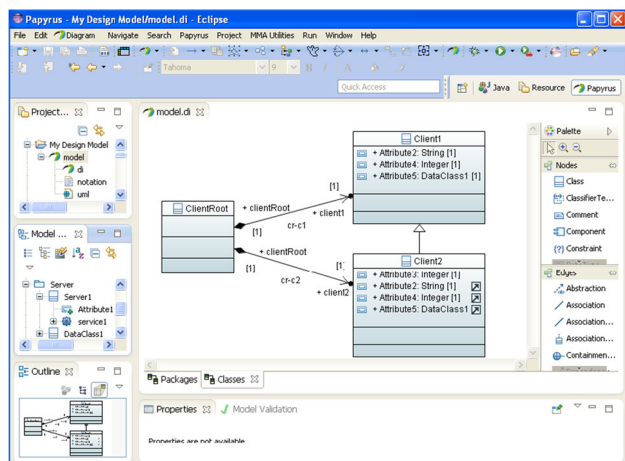 Papyrus - My Design Model/model.di - Eclipse
File Edit Diagram Navigate Search Papyrus Project MMA Utilities Run Window Help
Tahoma 9
Quick Access Java Resource Papyrus
Project...
My Design Model
model
di
notation
uml
Model ...
Server
Server1
Attribute1
service1
DataClass1
Outline
model.di
Client1
+ Attribute2: String [1]
+ Attribute4: Integer [1]
+ Attribute5: DataClass1 [1]
ClientRoot
[1]
+ clientRoot
+ client1
[1]
cr-c1
+ clientRoot
[1]
[1]
cr-c2
+ client2
Client2
+ Attribute3: Integer [1]
+ Attribute2: String [1]
+ Attribute4: Integer [1]
+ Attribute5: DataClass1 [1]
Packages Classes
Properties Model Validation
Properties are not available
Palette
Nodes
Class
ClassifierTe...
Comment
Component
Constraint
Edges
Abstraction
Association
Association...
Association...
Containmen...